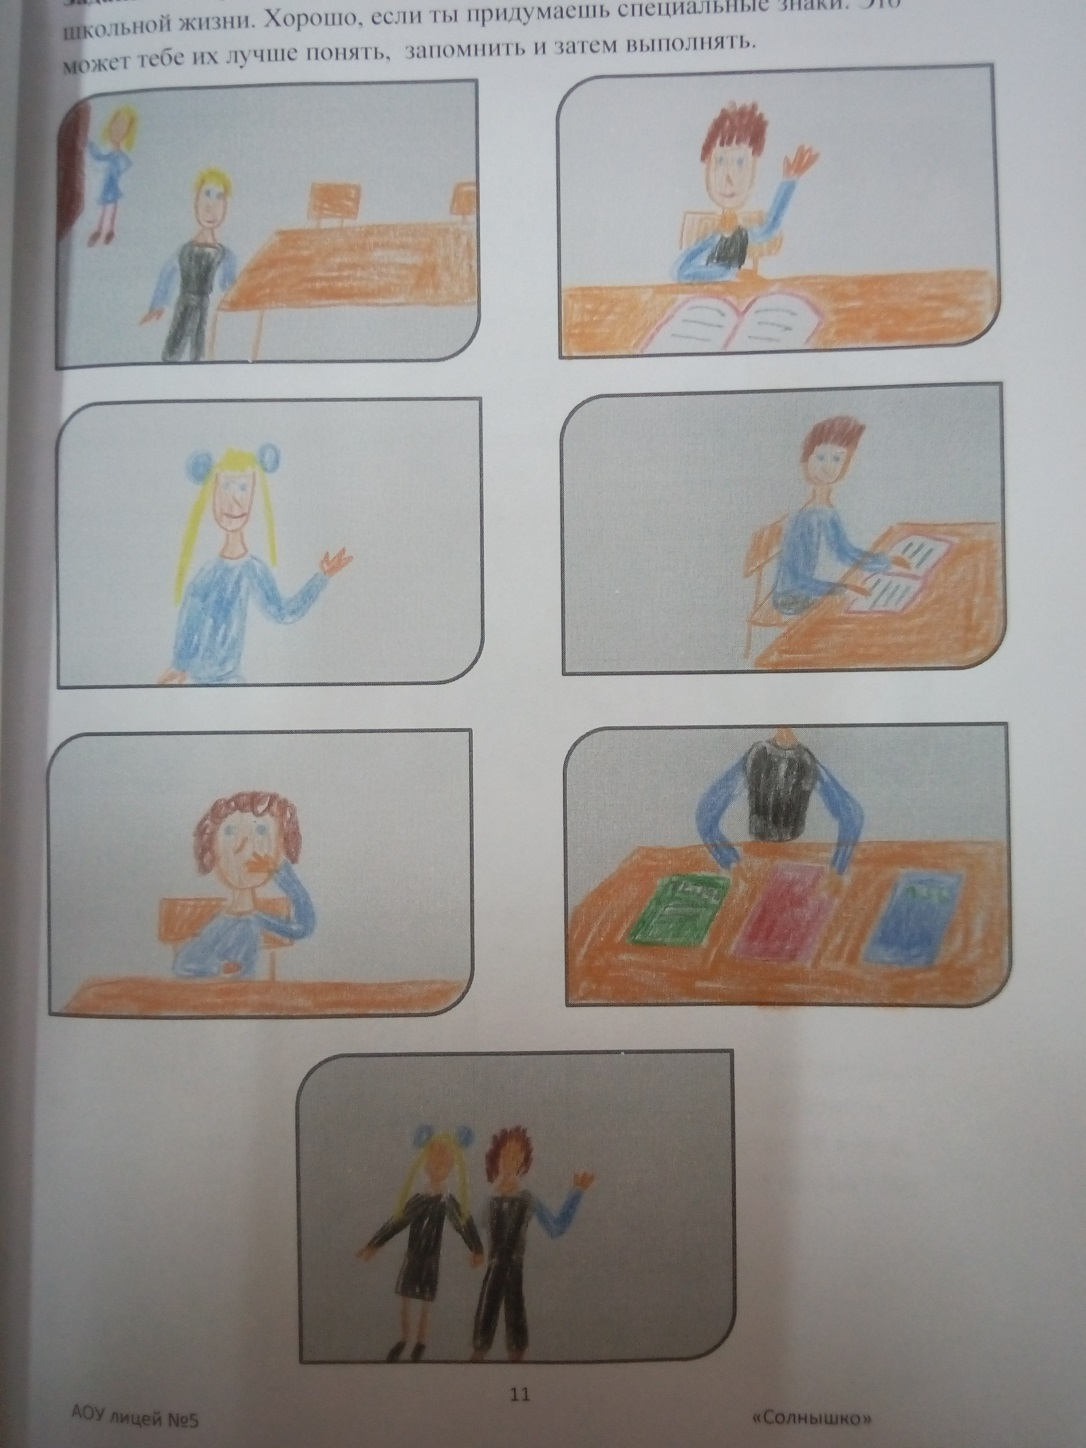 школьной жизни. Хорошо, если ты придумаешь специальные знаки. Это
может тебе их лучше понять, запомнить и затем выполнять.
11
АОУ лицей №5
«Солнышко»